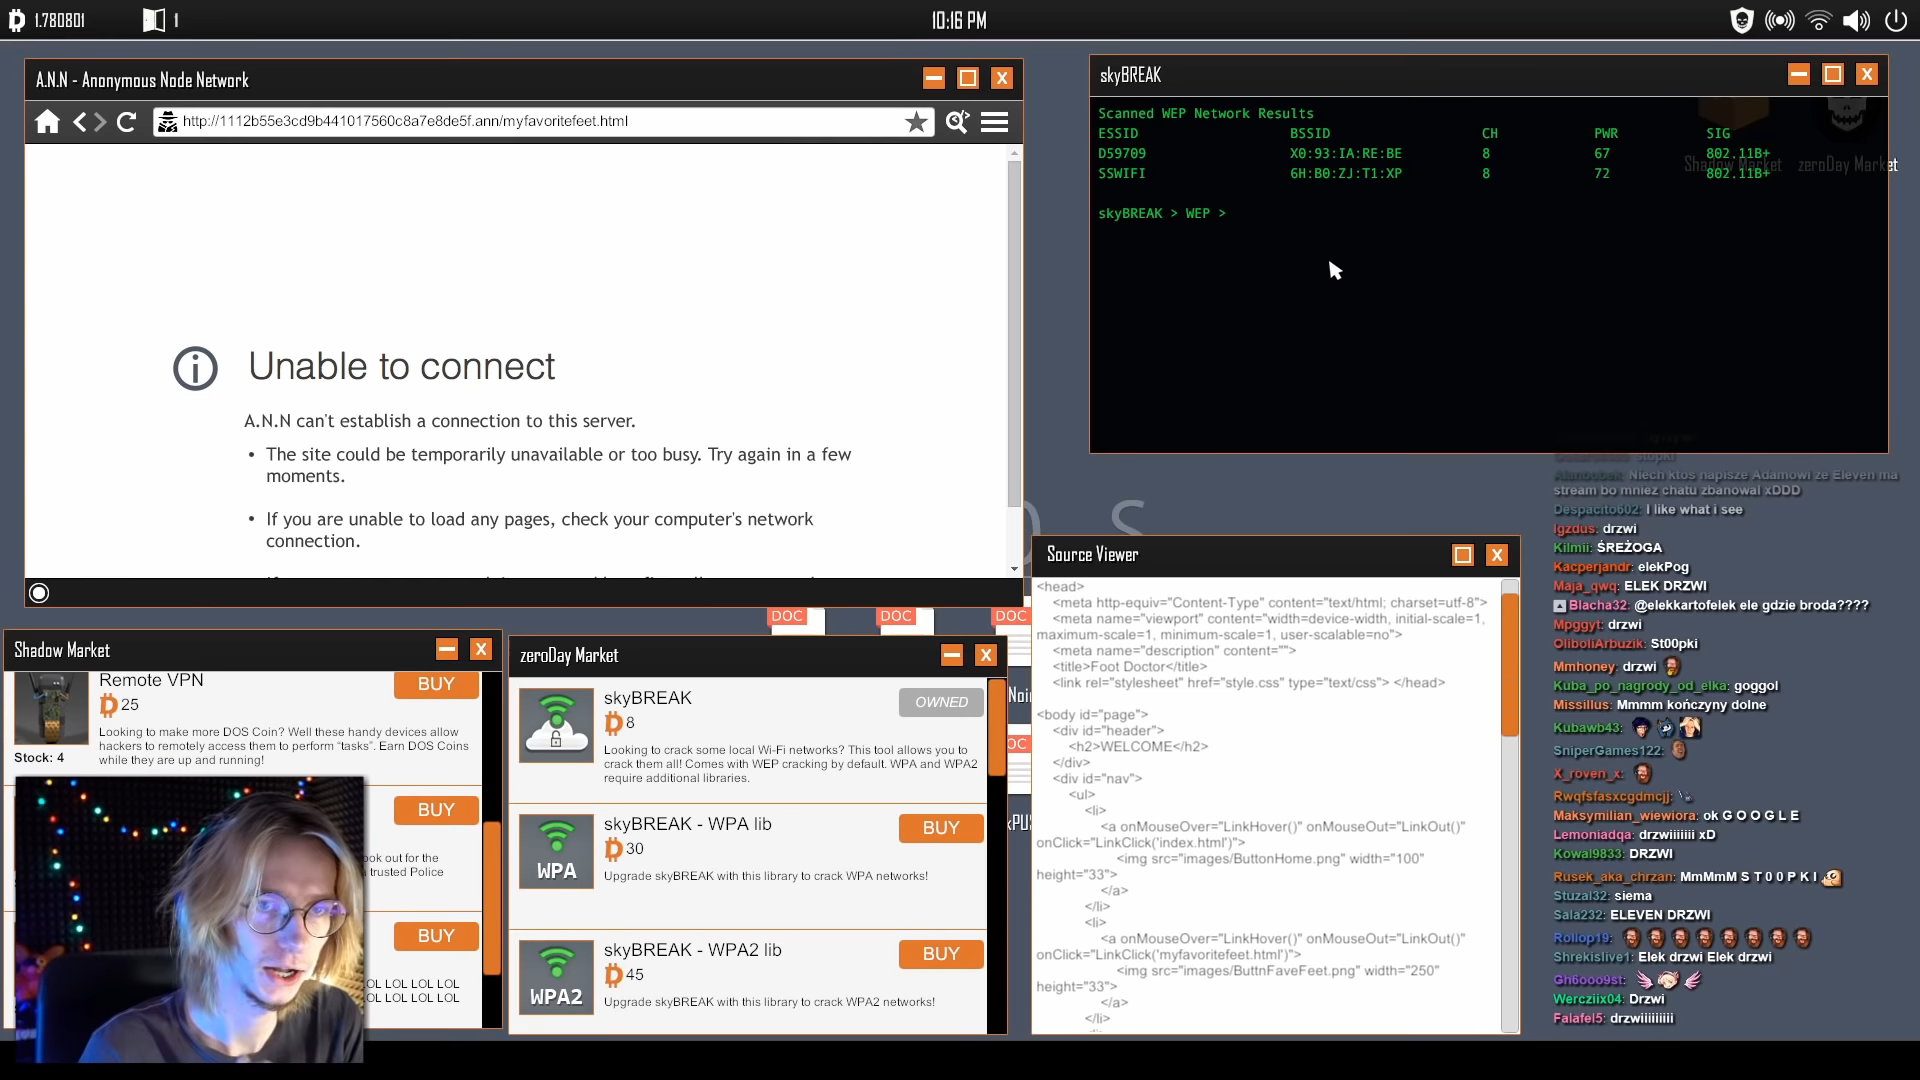 1.780801
1
10:16 PM
A.N.N - Anonymous Node Network
http://1112b55e3cd9b441017560c8a7e8de5f.ann/myfavoritefeet.html
Unable to connect
A.N.N can't establish a connection to this server.
• The site could be temporarily unavailable or too busy. Try again in a few
moments.
• If you are unable to load any pages, check your computer's network
connection.
skyBREAK
Scanned WEP Network Results
ESSID BSSID CH PWR SIG
D59709 X0:93:IA:RE:BE 8 67 802.11B+
SSWIFI 6H:B0:ZJ:T1:XP 8 72 802.11B+
Shadow Market
zeroDay Market
skyBREAK > WEP >
S
DOC
DOC
DOC
Shadow Market
Remote VPN
25
BUY
Looking to make more DOS Coin? Well these handy devices allow
hackers to remotely access them to perform "tasks". Earn DOS Coins
while they are up and running!
Stock: 4
BUY
ook out for the
trusted Police
BUY
OL LOL LOL LOL
OL LOL LOL LOL
zeroDay Market
skyBREAK
8
OWNED
Looking to crack some local Wi-Fi networks? This tool allows you to
crack them all! Comes with WEP cracking by default. WPA and WPA2
require additional libraries.
WPA
skyBREAK - WPA lib
30
BUY
Upgrade skyBREAK with this library to crack WPA networks!
WPA2
skyBREAK - WPA2 lib
45
BUY
Upgrade skyBREAK with this library to crack WPA2 networks!
Source Viewer
<head>
<meta http-equiv="Content-Type" content="text/html; charset=utf-8">
<meta name="viewport" content="width=device-width, initial-scale=1,
maximum-scale=1, minimum-scale=1, user-scalable=no">
<meta name="description" content="">
<title>Foot Doctor</title>
<link rel="stylesheet" href="style.css" type="text/css"> </head>
<body id="page">
<div id="header">
<h2>WELCOME</h2>
</div>
<div id="nav">
<ul>
<li>
<a onMouseOver="LinkHover()" onMouseOut="LinkOut()"
onClick="LinkClick('index.html')">
<img src="images/ButtonHome.png" width="100"
height="33">
</a>
</li>
<li>
<a onMouseOver="LinkHover()" onMouseOut="LinkOut()"
onClick="LinkClick('myfavoritefeet.html')">
<img src="images/ButtnFaveFeet.png" width="250"
height="33">
</a>
</li>
Niech ktos napisze Adamowi ze Eleven ma
stream bo mniez chatu zbanowal xDDD
Despacito602: I like what i see
Igzdus: drzwi
Kilmii: ŚREŻOGA
Kacperjandr: elekPog
Maja_qwq: ELEK DRZWI
Blacha32: @elekkartofelek ele gdzie broda????
Mpggyt: drzwi
OliboliArbuzik: St00pki
Mmhoney: drzwi
Kuba_po_nagrody_od_elka: goggol
Missillus: Mmmm kończyny dolne
Kubawb43:
SniperGames122:
X_roven_x:
Rwqfsfasxcgdmcjj:
Maksymilian_wiewiora: ok G O O G L E
Lemoniadqa: drzwiiiiiii xD
Kowal9833: DRZWI
Rusek_aka_chrzan: MmMmM S T 0 0 P K I
Stuzal32: siema
Sala232: ELEVEN DRZWI
Rollop19:
Shrekislive1: Elek drzwi Elek drzwi
Gh6ooo9st:
Wercziix04: Drzwi
Falafel5: drzwiiiiiiiii